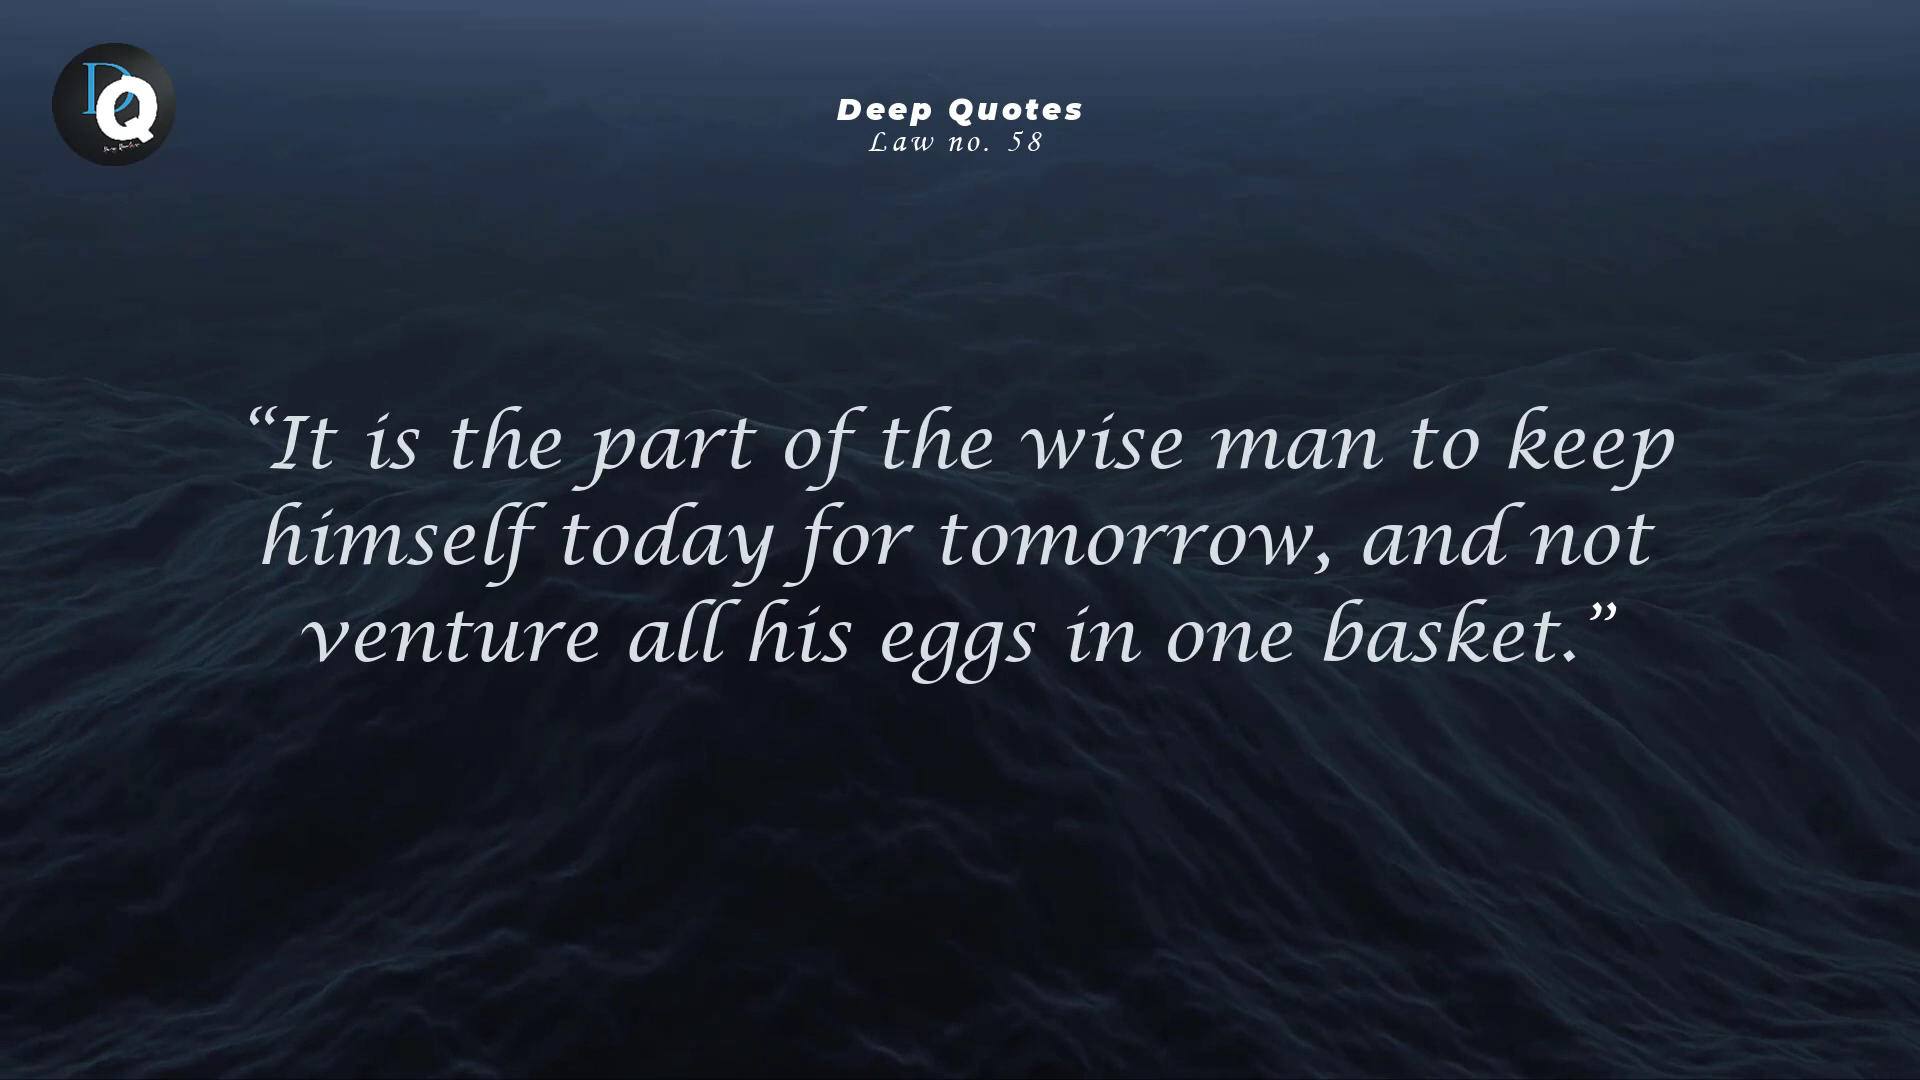 DQ
Deep Quotes
Law no. 58
“It is the part of the wise man to keep
himself today for tomorrow, and not
venture all his eggs in one basket.”